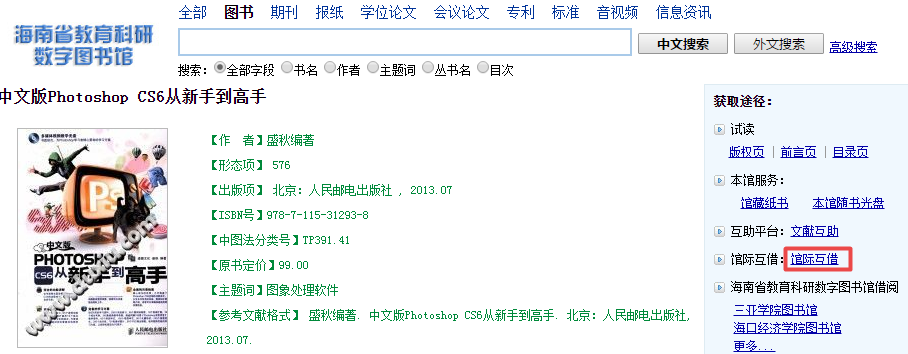 全部 图书 期刊 报纸 学位论文 会议论文 专利 标准 音视频 信息资讯
海南省教育科研
数字图书馆
中文搜索 外文搜索 高级搜索
搜索： 全部字段 书名 作者 主题词 丛书名 目次
中文版Photoshop CS6从新手到高手
【作　者】盛秋编著
【形态项】 576
【出版项】 北京：人民邮电出版社 , 2013.07
【ISBN号】978-7-115-31293-8
【中图法分类号】TP391.41
【原书定价】99.00
【主题词】图象处理软件
【参考文献格式】 盛秋编著. 中文版Photoshop CS6从新手到高手. 北京：人民邮电出版社,
2013.07.
Ps
中文版
PHOTOSHOP
CS6 从新手到高手
人民邮电出版社
获取途径：
试读
版权页 | 前言页 | 目录页
本馆服务：
馆藏纸书 本馆随书光盘
互助平台：文献互助
馆际互借：馆际互借
海南省教育科研数字图书馆借阅
三亚学院图书馆
海口经济学院图书馆
更多...